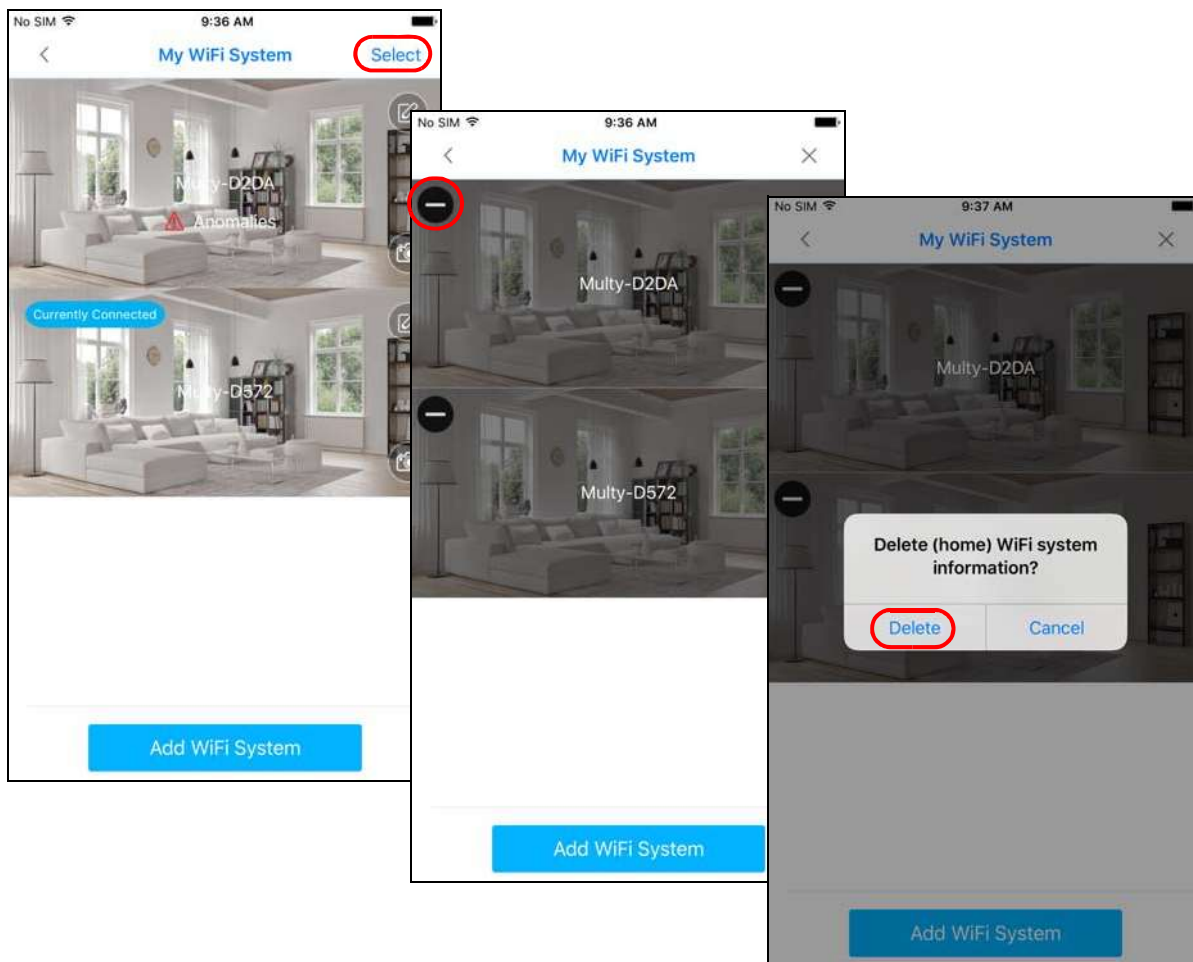 No SIM 9:36 AM
My WiFi System Select
Multy-D2DA
Anomalies
Currently Connected
Multy-D572
Add WiFi System
No SIM 9:36 AM
My WiFi System
Multy-D2DA
Multy-D572
Add WiFi System
No SIM 9:37 AM
My WiFi System
Multy-D2DA
Delete (home) WiFi system
information?
Delete Cancel
Add WiFi System